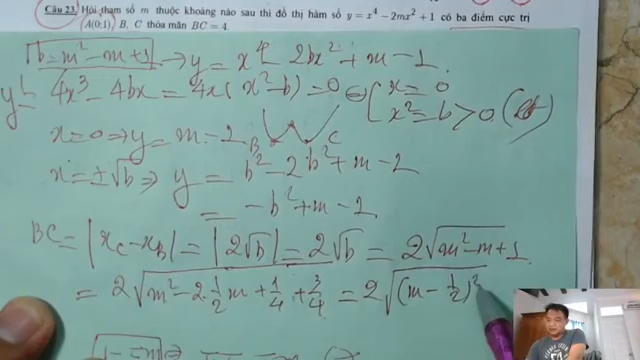 Câu 23. Hỏi tham số m thuộc khoảng nào sau thì đồ thị hàm số y = x⁴ - 2mx² + 1 có ba điểm cực trị
A(0;1), B, C thỏa mãn BC = 4.
b = m² - m + 1 → y = x⁴ - 2bx² + m - 1.
y' = 4x³ - 4bx = 4x(x² - b) = 0 ⇔ [ x = 0
x² = b > 0
x = 0 ⇒ y = m - 2 B C
x = ±√b ⇒ y = b² - 2b² + m - 2
= -b² + m - 2
BC = |x_C - x_B| = |2√b| = 2√b = 2√(m² - m + 1).
= 2√(m² - 2.½m + ¼ + ¾) = 2√((m - ½)²